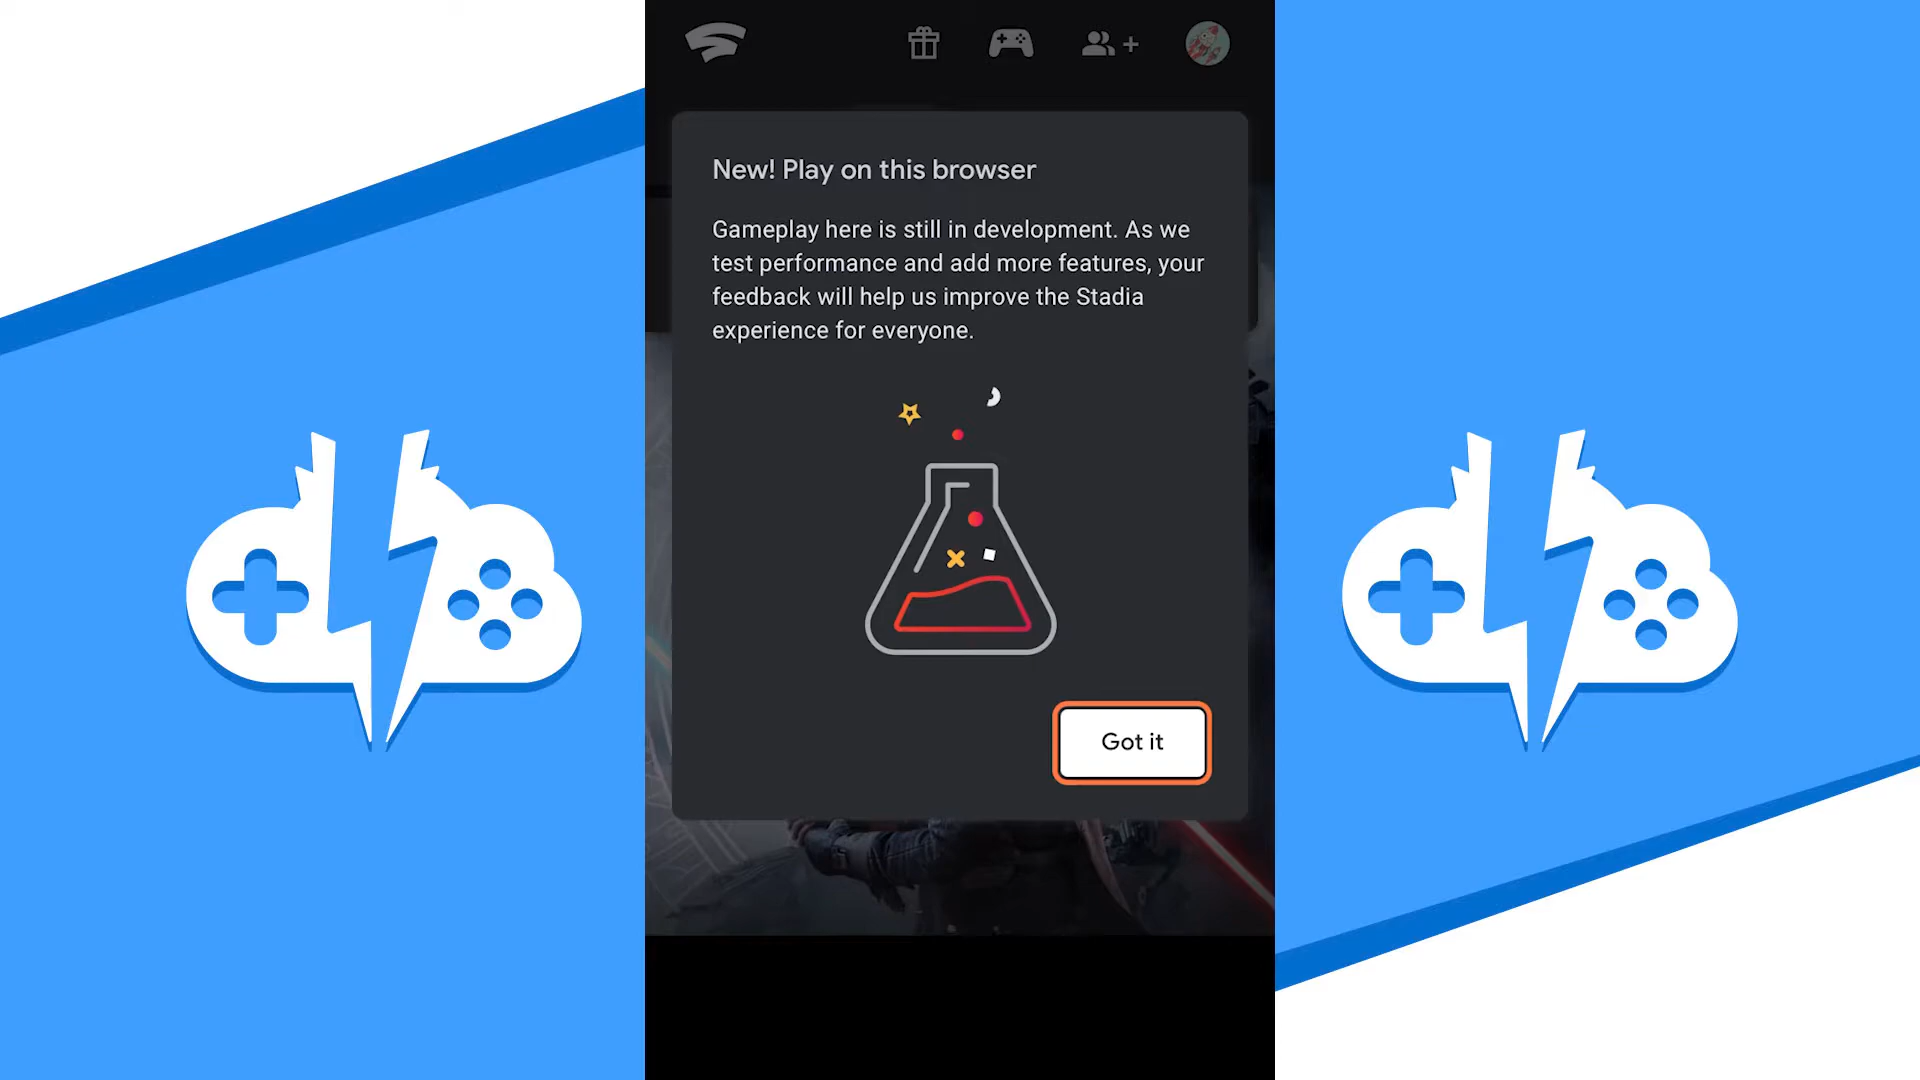 New! Play on this browser
Gameplay here is still in development. As we
test performance and add more features, your
feedback will help us improve the Stadia
experience for everyone.
Got it